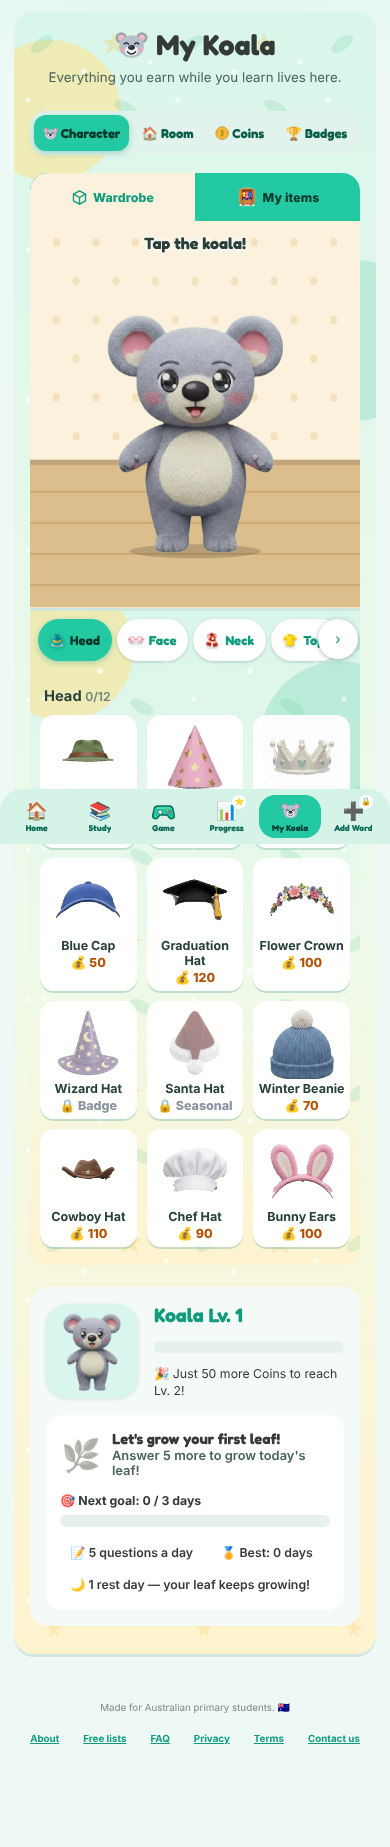 My Koala
Everything you earn while you learn lives here.
Character
Room
Coins
Badges
Wardrobe
My items
Tap the koala!
Head
Face
Neck
›
Head 0/12
Home
Study
Game
Progress
My Koala
Add Word
Blue Cap
50
Graduation
Hat
120
Flower Crown
100
Wizard Hat
Badge
Santa Hat
Seasonal
Winter Beanie
70
Cowboy Hat
110
Chef Hat
90
Bunny Ears
100
Koala Lv. 1
🎉 Just 50 more Coins to reach
Lv. 2!
Let's grow your first leaf!
Answer 5 more to grow today's
leaf!
Next goal: 0 / 3 days
5 questions a day
Best: 0 days
1 rest day — your leaf keeps growing!
Made for Australian primary students.
About
Free lists
FAQ
Privacy
Terms
Contact us